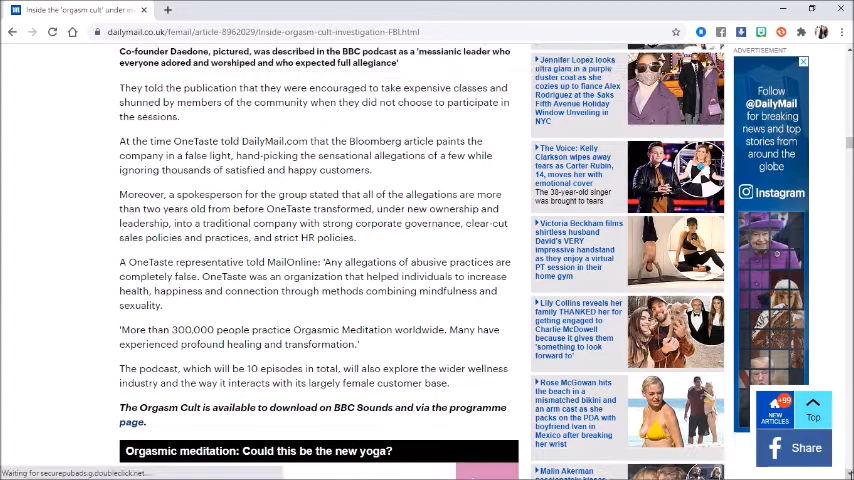 Inside the 'orgasm cult' under ex
dailymail.co.uk/femail/article-8962029/Inside-orgasm-cult-investigation-FBI.html
Co-founder Daedone, pictured, was described in the BBC podcast as a 'messianic leader who
everyone adored and worshiped and who expected full allegiance'
They told the publication that they were encouraged to take expensive classes and
shunned by members of the community when they did not choose to participate in
the sessions.
At the time OneTaste told DailyMail.com that the Bloomberg article paints the
company in a false light, hand-picking the sensational allegations of a few while
ignoring thousands of satisfied and happy customers.
Moreover, a spokesperson for the group stated that all of the allegations are more
than two years old from before OneTaste transformed, under new ownership and
leadership, into a traditional company with strong corporate governance, clear-cut
sales policies and practices, and strict HR policies.
A OneTaste representative told MailOnline: 'Any allegations of abusive practices are
completely false. OneTaste was an organization that helped individuals to increase
health, happiness and connection through methods combining mindfulness and
sexuality.
'More than 300,000 people practice Orgasmic Meditation worldwide. Many have
experienced profound healing and transformation.'
The podcast, which will be 10 episodes in total, will also explore the wider wellness
industry and the way it interacts with its largely female customer base.
The Orgasm Cult is available to download on BBC Sounds and via the programme
page.
Orgasmic meditation: Could this be the new yoga?
Waiting for securepubads.g.doubleclick.net...
Jennifer Lopez looks
ultra glam in a purple
duster coat as she
cozies up to fiance Alex
Rodriguez at the Saks
Fifth Avenue Holiday
Window Unveiling in
NYC
The Voice: Kelly
Clarkson wipes away
tears as Carter Rubin,
14, moves her with
emotional cover
The 38-year-old singer
was brought to tears
Victoria Beckham films
shirtless husband
David's VERY
impressive handstand
as they enjoy a virtual
PT session in their
home gym
Lily Collins reveals her
family THANKED her for
getting engaged to
Charlie McDowell
because it gives them
'something to look
forward to'
Rose McGowan hits
the beach in a
mismatched bikini
and an arm cast as she
packs on the PDA with
boyfriend Ivan in
Mexico after breaking
her wrist
Malin Akerman
ADVERTISEMENT
Follow
@DailyMail
for breaking
news and top
stories from
around the
globe
Instagram
+99
NEW
ARTICLES
Top
Share